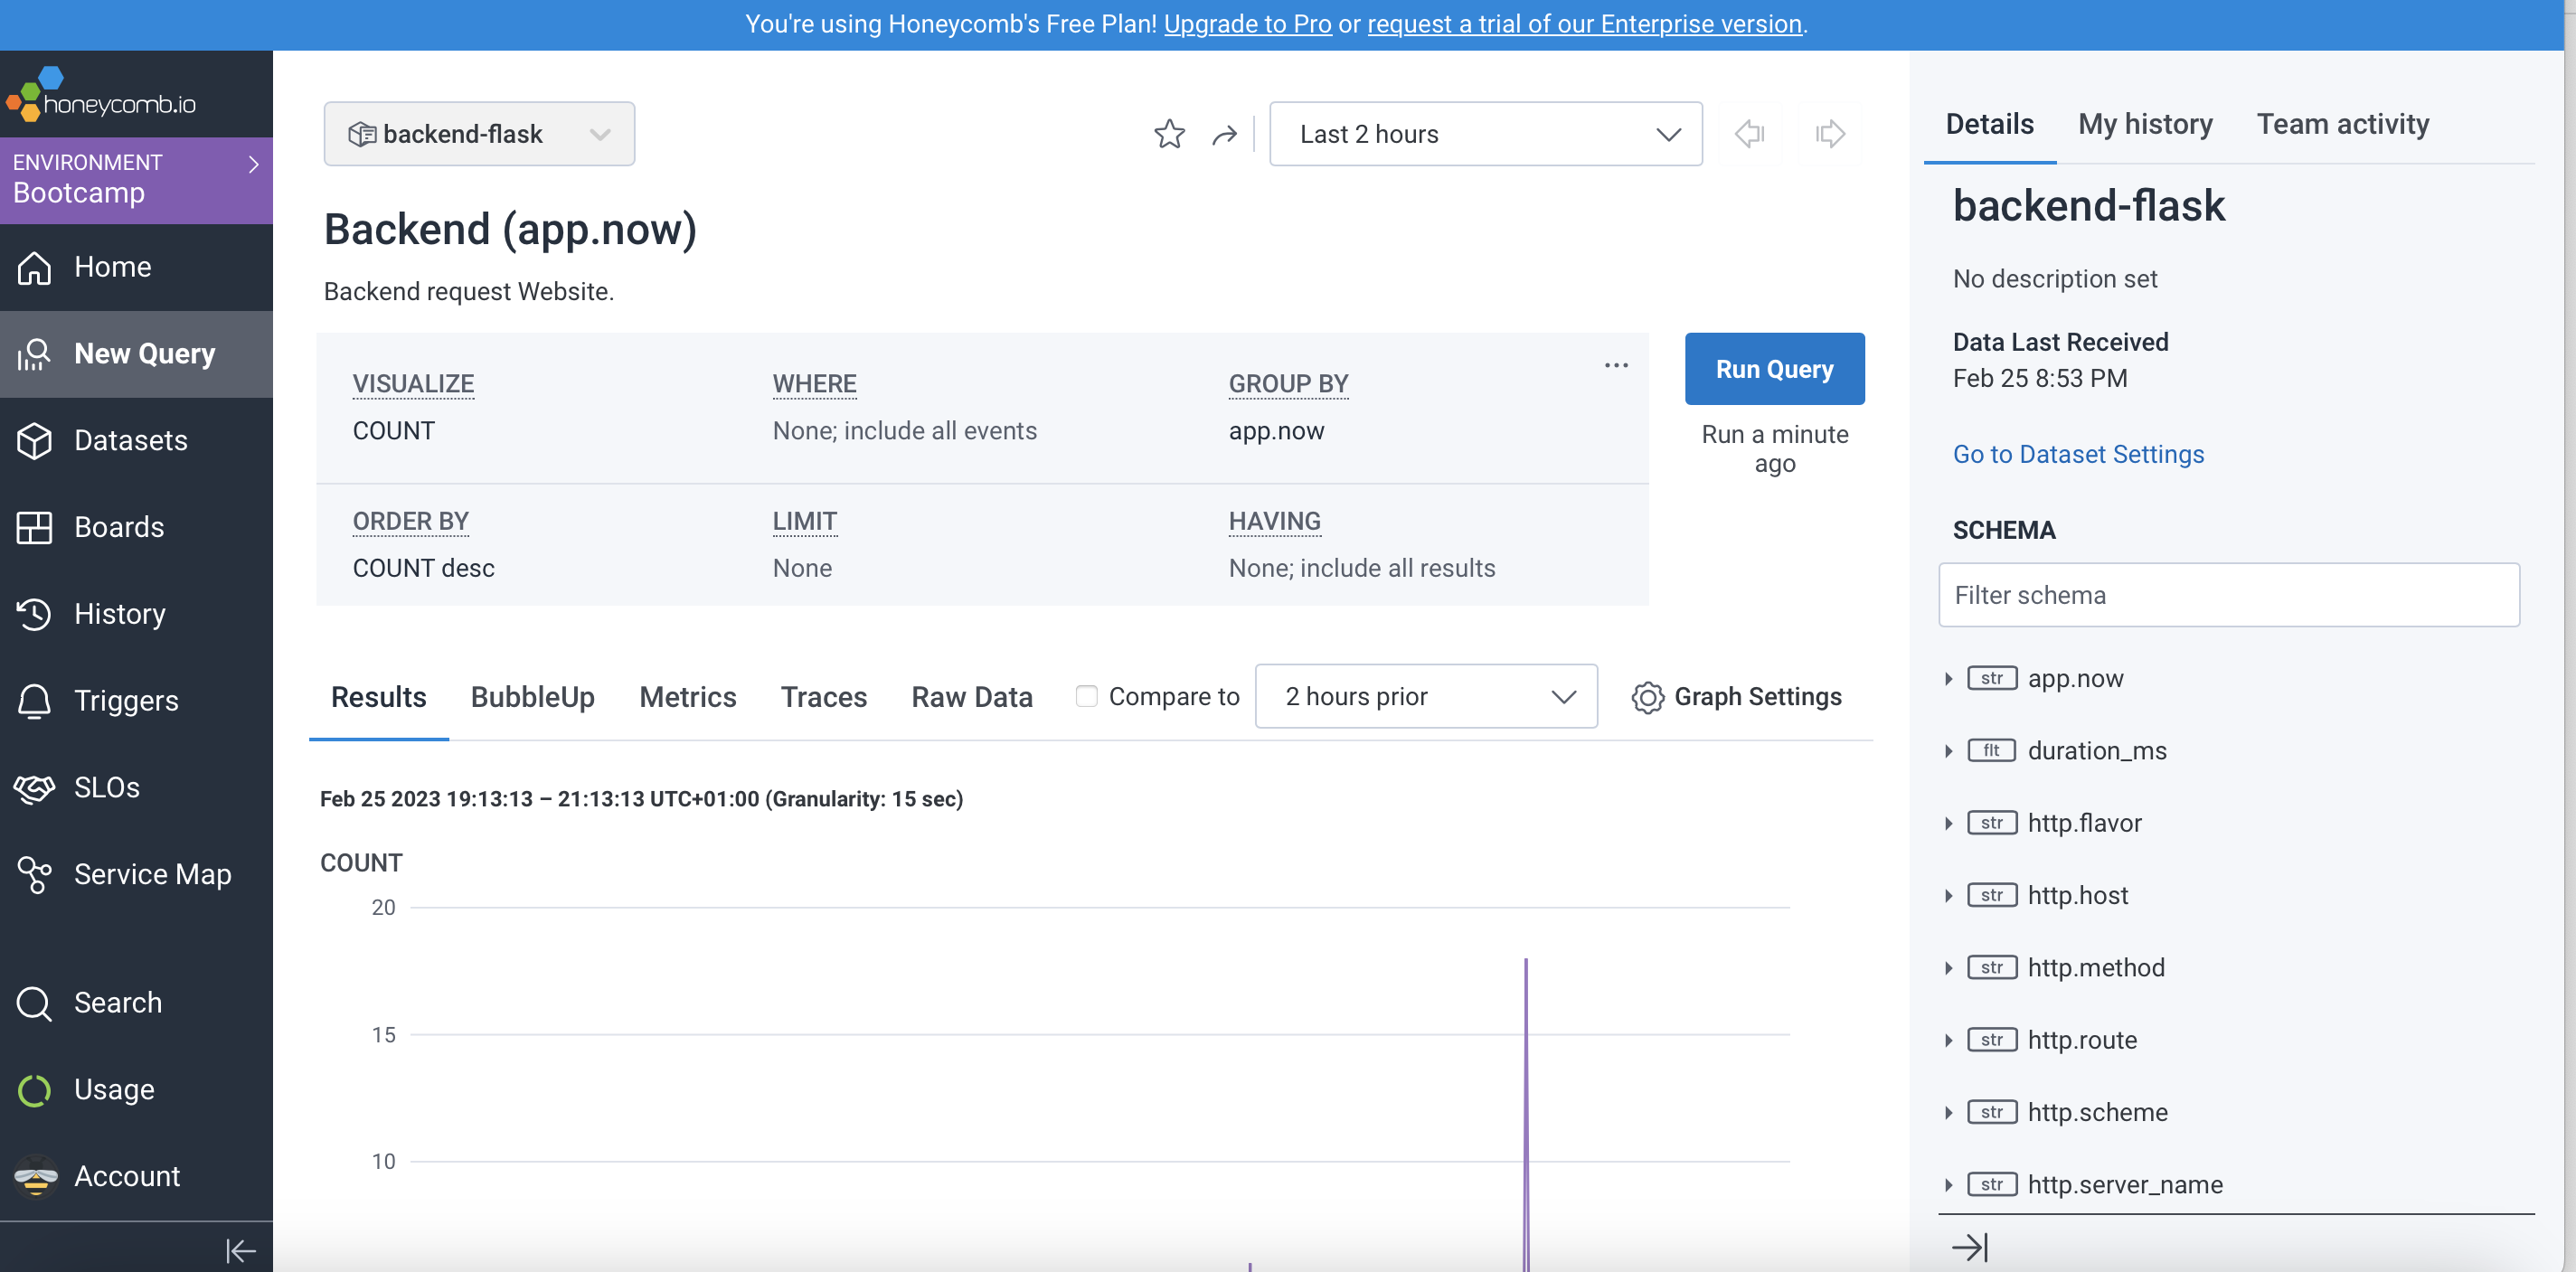 You're using Honeycomb's Free Plan! Upgrade to Pro or request a trial of our Enterprise version.
honeycomb.io
ENVIRONMENT
Bootcamp
Home
New Query
Datasets
Boards
History
Triggers
SLOs
Service Map
Search
Usage
Account
backend-flask
Last 2 hours
Backend (app.now)
Backend request Website.
VISUALIZE WHERE GROUP BY
COUNT None; include all events app.now
ORDER BY LIMIT HAVING
COUNT desc None None; include all results
Run Query
Run a minute
ago
Results BubbleUp Metrics Traces Raw Data Compare to 2 hours prior Graph Settings
Feb 25 2023 19:13:13 – 21:13:13 UTC+01:00 (Granularity: 15 sec)
COUNT
20
15
10
Details My history Team activity
backend-flask
No description set
Data Last Received
Feb 25 8:53 PM
Go to Dataset Settings
SCHEMA
Filter schema
str app.now
flt duration_ms
str http.flavor
str http.host
str http.method
str http.route
str http.scheme
str http.server_name